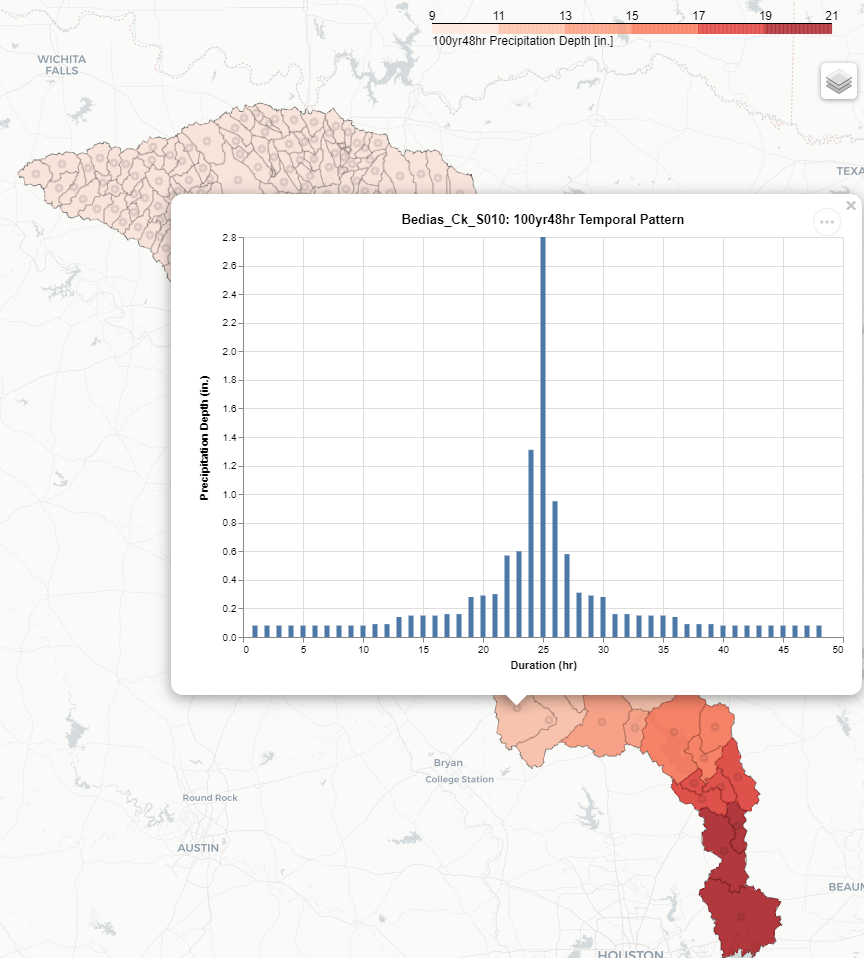 9 11 13 15 17 19 21
100yr48hr Precipitation Depth [in.]
WICHITA
FALLS
TEXA
Bedias_Ck_S010: 100yr48hr Temporal Pattern
2.8
2.6
2.4
2.2
2.0
1.8
1.6
1.4
1.2
1.0
0.8
0.6
0.4
0.2
0.0
Precipitation Depth (in.)
0 5 10 15 20 25 30 35 40 45 50
Duration (hr)
Bryan
College Station
Round Rock
AUSTIN
BEAUM
HOUSTON